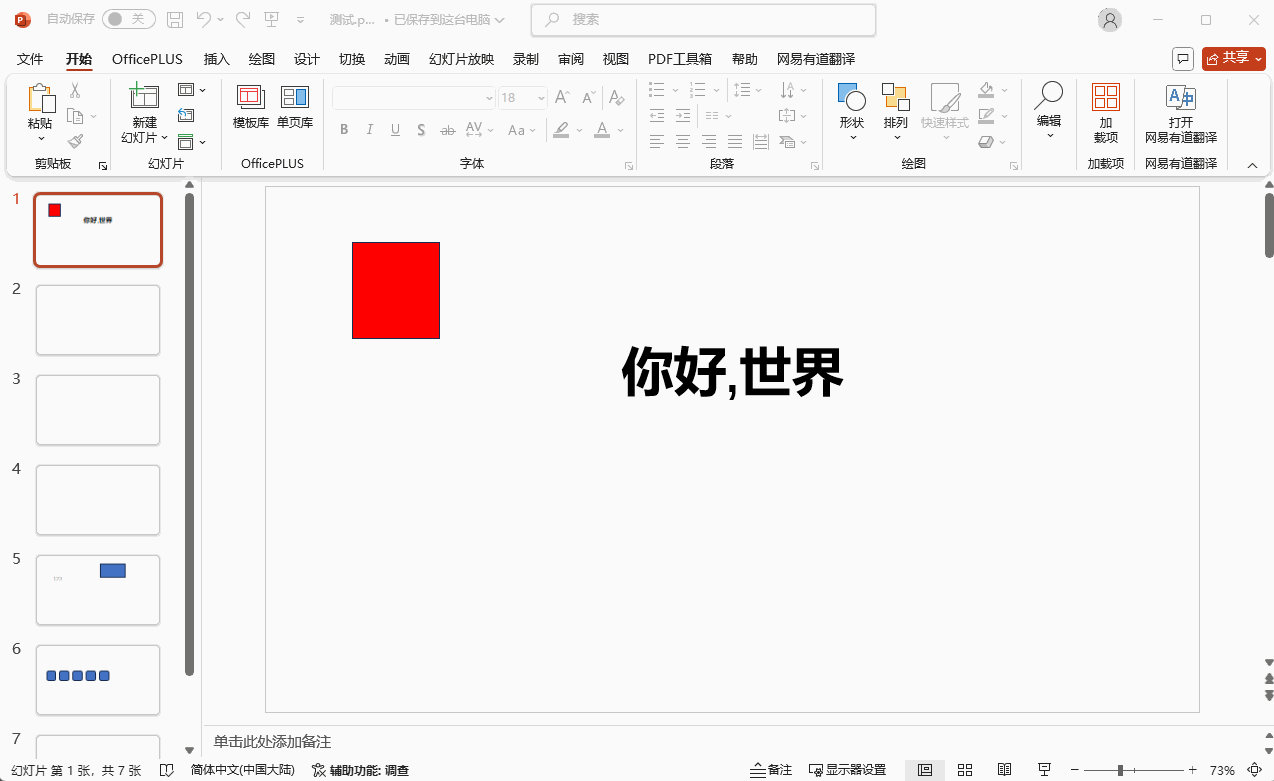 自动保存 关 测试.p... • 已保存到这台电脑 搜索
文件 开始 OfficePLUS 插入 绘图 设计 切换 动画 幻灯片放映 录制 审阅 视图 PDF工具箱 帮助 网易有道翻译 共享
粘贴 新建 幻灯片 模板库 单页库 18 B I U S ab AV Aa A 形状 排列 快速样式 编辑 加载项 打开 网易有道翻译
剪贴板 幻灯片 OfficePLUS 字体 段落 绘图 加载项 网易有道翻译
1
你好,世界
2
3
4
5
6
7
你好,世界
单击此处添加备注
幻灯片 第 1 张，共 7 张 简体中文(中国大陆) 辅助功能: 调查 备注 显示器设置 73%